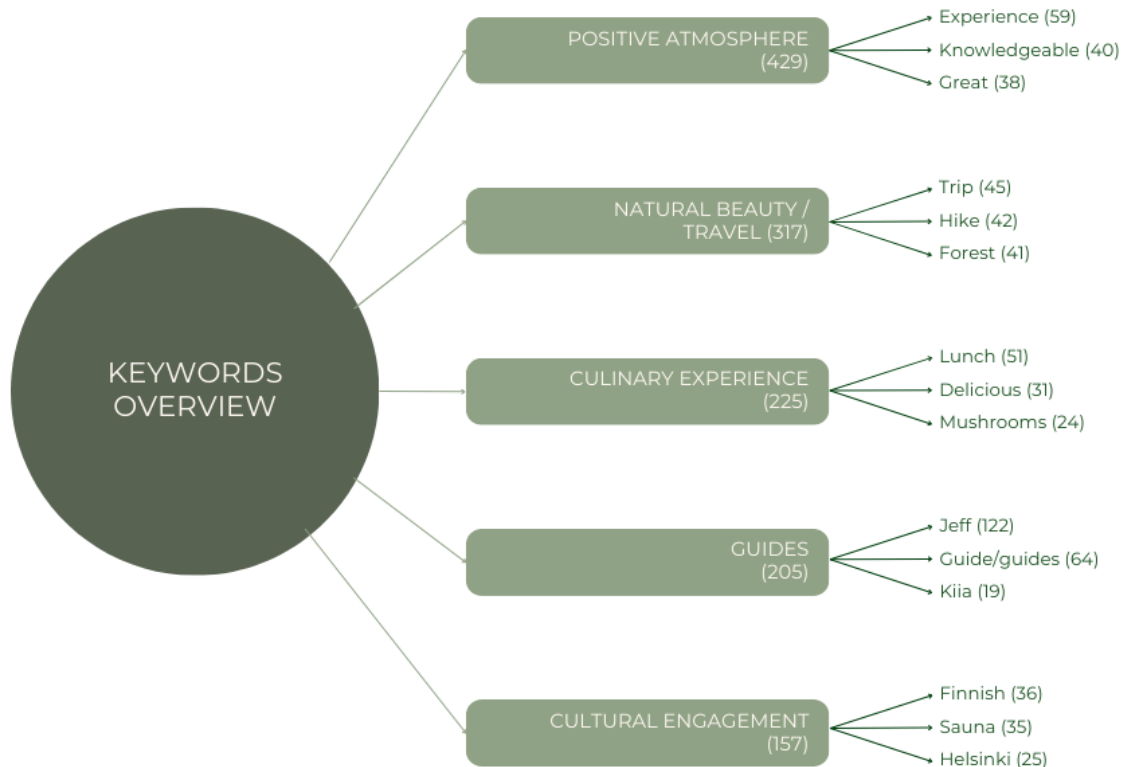 KEYWORDS
OVERVIEW
POSITIVE ATMOSPHERE
(429)
Experience (59)
Knowledgeable (40)
Great (38)
NATURAL BEAUTY /
TRAVEL (317)
Trip (45)
Hike (42)
Forest (41)
CULINARY EXPERIENCE
(225)
Lunch (51)
Delicious (31)
Mushrooms (24)
GUIDES
(205)
Jeff (122)
Guide/guides (64)
Kiia (19)
CULTURAL ENGAGEMENT
(157)
Finnish (36)
Sauna (35)
Helsinki (25)